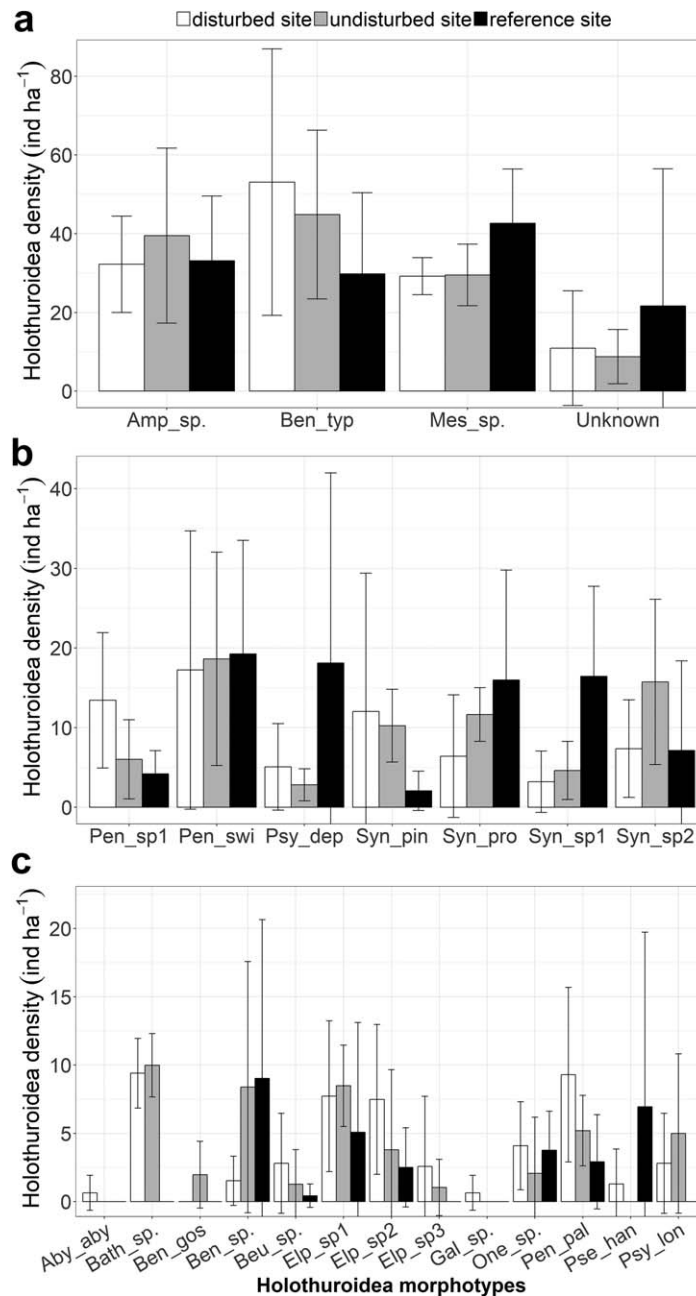 a
disturbed site undisturbed site reference site
Holothuroidea density (ind ha⁻¹)
80
60
40
20
0
Amp_sp. Ben_typ Mes_sp. Unknown
b
Holothuroidea density (ind ha⁻¹)
40
30
20
10
0
Pen_sp1 Pen_swi Psy_dep Syn_pin Syn_pro Syn_sp1 Syn_sp2
c
Holothuroidea density (ind ha⁻¹)
20
15
10
5
0
Aby_aby Bath_sp. Ben_gos Ben_sp. Beu_sp. Elp_sp1 Elp_sp2 Elp_sp3 Gal_sp. One_sp. Pen_pal Pse_han Psy_lon
Holothuroidea morphotypes